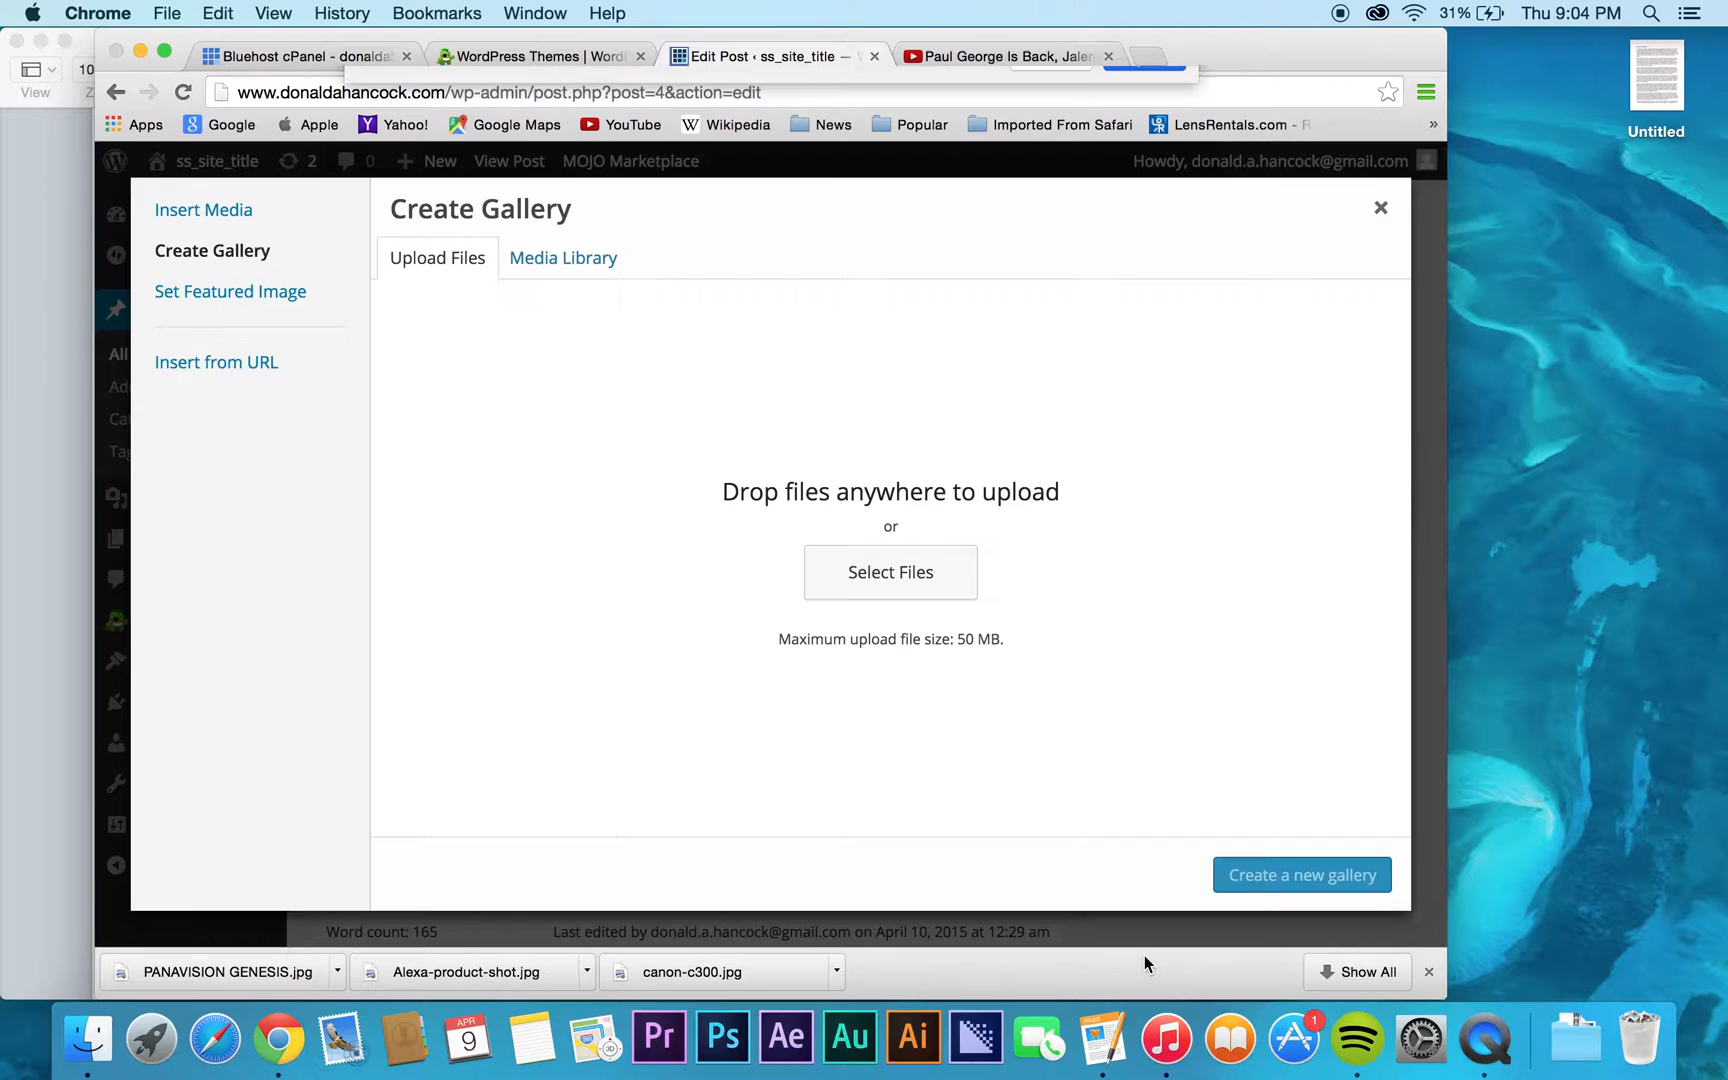 Chrome File Edit View History Bookmarks Window Help 31% Thu 9:04 PM
Bluehost cPanel - donalda WordPress Themes | Word Edit Post ‹ ss_site_title — Paul George Is Back, Jalen
www.donaldahancock.com/wp-admin/post.php?post=4&action=edit
Apps Google Apple Yahoo! Google Maps YouTube Wikipedia News Popular Imported From Safari LensRentals.com - R »
10
View
Untitled
ss_site_title 2 0 New View Post MOJO Marketplace Howdy, donald.a.hancock@gmail.com
Insert Media
Create Gallery
Set Featured Image
Insert from URL
Create Gallery
Upload Files Media Library
All
Ad
Cat
Tag
Drop files anywhere to upload
or
Select Files
Maximum upload file size: 50 MB.
Create a new gallery
Word count: 165 Last edited by donald.a.hancock@gmail.com on April 10, 2015 at 12:29 am
PANAVISION GENESIS.jpg Alexa-product-shot.jpg canon-c300.jpg Show All
APR
9
3D
Pr Ps Ae Au Ai
1